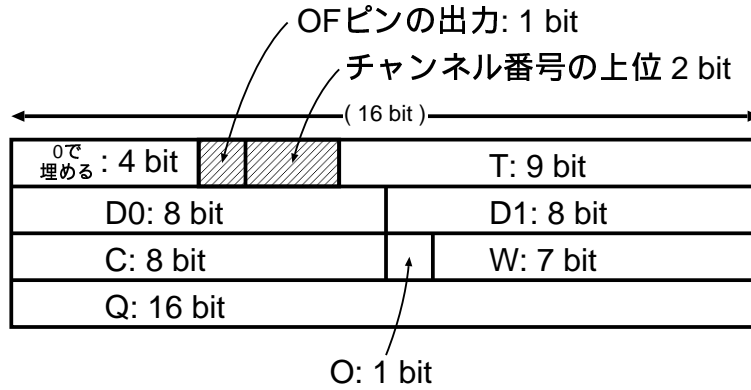 OFピンの出力: 1 bit
チャンネル番号の上位 2 bit
( 16 bit )
0で
埋める : 4 bit
T: 9 bit
D0: 8 bit
D1: 8 bit
C: 8 bit
W: 7 bit
Q: 16 bit
O: 1 bit